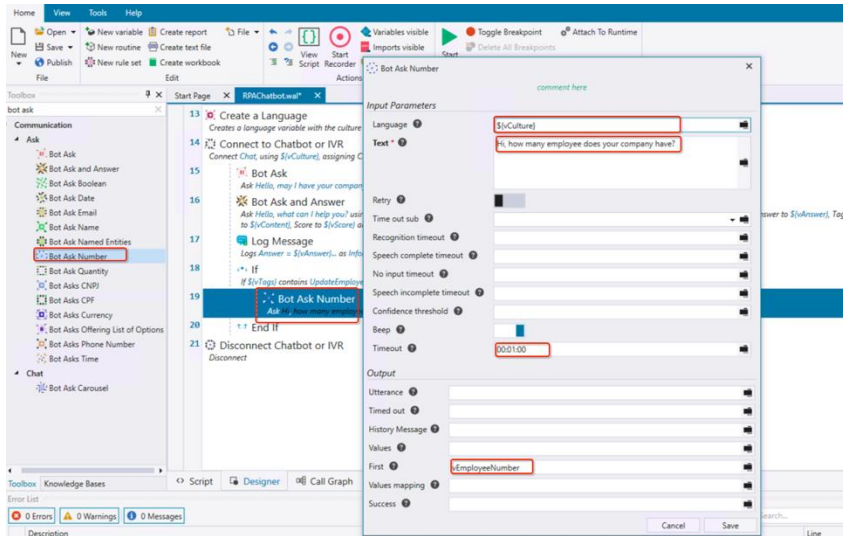 Home View Tools Help
New
Open
Save
Publish
File
New variable
New routine
New rule set
Create report
Create text file
Create workbook
Edit
File
View Script
Start Recorder
Actions
Variables visible
Imports visible
Start
Toggle Breakpoint
Delete All Breakpoints
Attach To Runtime
Toolbox
bot ask
Communication
Ask
Bot Ask
Bot Ask and Answer
Bot Ask Boolean
Bot Ask Date
Bot Ask Email
Bot Ask Name
Bot Ask Named Entities
Bot Ask Number
Bot Ask Quantity
Bot Asks CNPJ
Bot Asks CPF
Bot Asks Currency
Bot Asks Offering List of Options
Bot Asks Phone Number
Bot Asks Time
Chat
Bot Ask Carousel
Toolbox Knowledge Bases
Start Page RPAChatbot.wal*
13 Create a Language
Creates a language variable with the culture
14 Connect to Chatbot or IVR
Connect Chat, using ${vCulture}, assigning C
15 Bot Ask
Ask Hello, may I have your compan
16 Bot Ask and Answer
Ask Hello, what can I help you? usin
to ${vContent}, Score to ${vScore} a
17 Log Message
Logs Answer = ${vAnswer}... as Info
18 If
If ${vTags} contains UpdateEmploye
19 Bot Ask Number
Ask Hi, how many employe
20 End If
21 Disconnect Chatbot or IVR
Disconnect
swer to ${vAnswer}, Tag
Script Designer Call Graph
Bot Ask Number
comment here
Input Parameters
Language ${vCulture}
Text * Hi, how many employee does your company have?
Retry
Time out sub
Recognition timeout
Speech complete timeout
No input timeout
Speech incomplete timeout
Confidence threshold
Beep
Timeout 00:01:00
Output
Utterance
Timed out
History Message
Values
First vEmployeeNumber
Values mapping
Success
Cancel Save
Error List
0 Errors 0 Warnings 0 Messages
Search...
Description Line